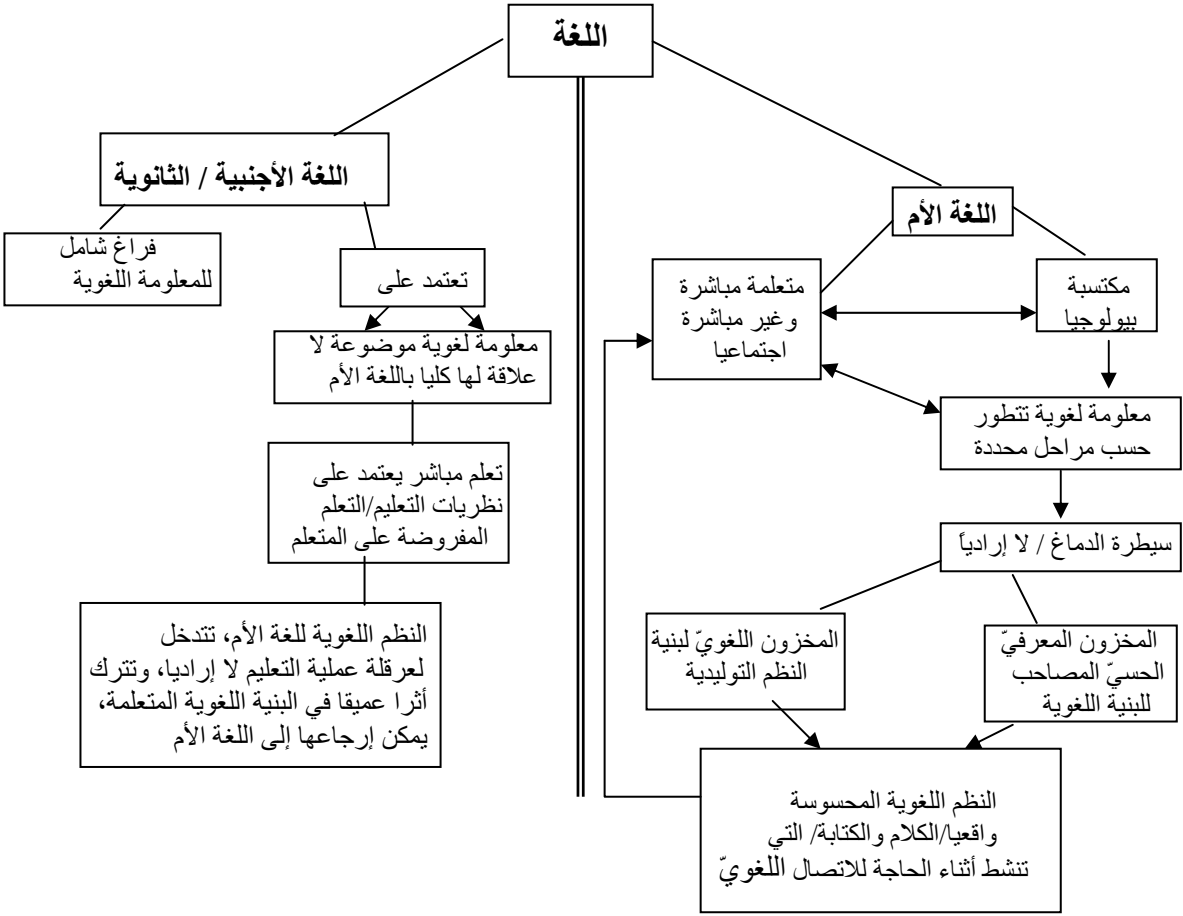 اللغة
اللغة الأم
مكتسبة
بيولوجيا
متعلمة مباشرة
وغير مباشرة
اجتماعيا
معلومة لغوية تتطور
حسب مراحل محددة
سيطرة الدماغ / لا إرادياً
المخزون المعرفيّ
الحسيّ المصاحب
للبنية اللغوية
المخزون اللغويّ لبنية
النظم التوليدية
النظم اللغوية المحسوسة
واقعيا/الكلام والكتابة/ التي
تنشط أثناء الحاجة للاتصال اللغويّ
اللغة الأجنبية / الثانوية
تعتمد على
فراغ شامل
للمعلومة اللغوية
معلومة لغوية موضوعة لا
علاقة لها كليا باللغة الأم
تعلم مباشر يعتمد على
نظريات التعليم/التعلم
المفروضة على المتعلم
النظم اللغوية للغة الأم، تتدخل
لعرقلة عملية التعليم لا إراديا، وتترك
أثرا عميقا في البنية اللغوية المتعلمة،
يمكن إرجاعها إلى اللغة الأم